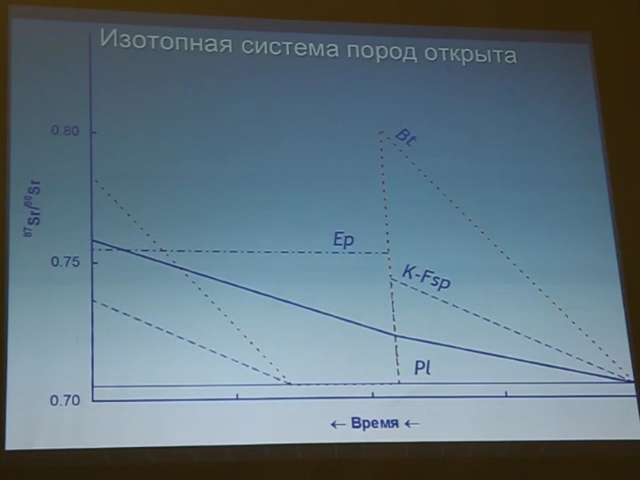 Изотопная система пород открыта
0.80
Bt
⁸⁷Sr/⁸⁶Sr
Ep
0.75
K-Fsp
Pl
0.70
← Время ←